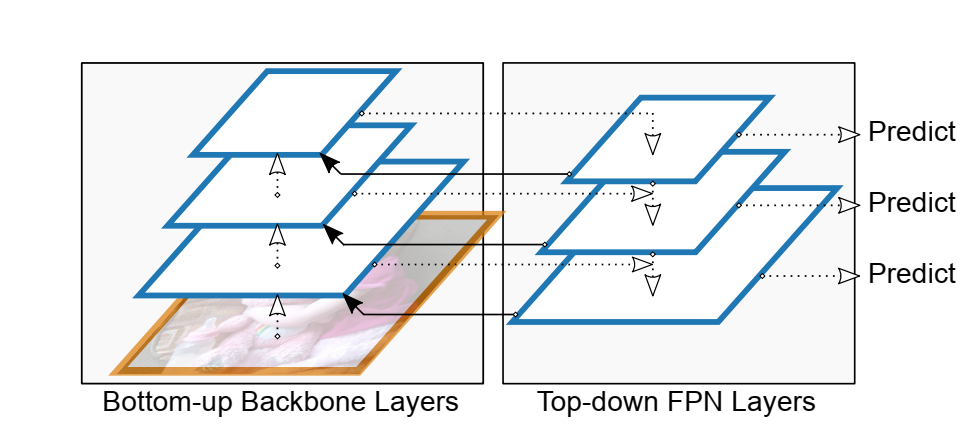 Predict
Predict
Predict
Bottom-up Backbone Layers
Top-down FPN Layers